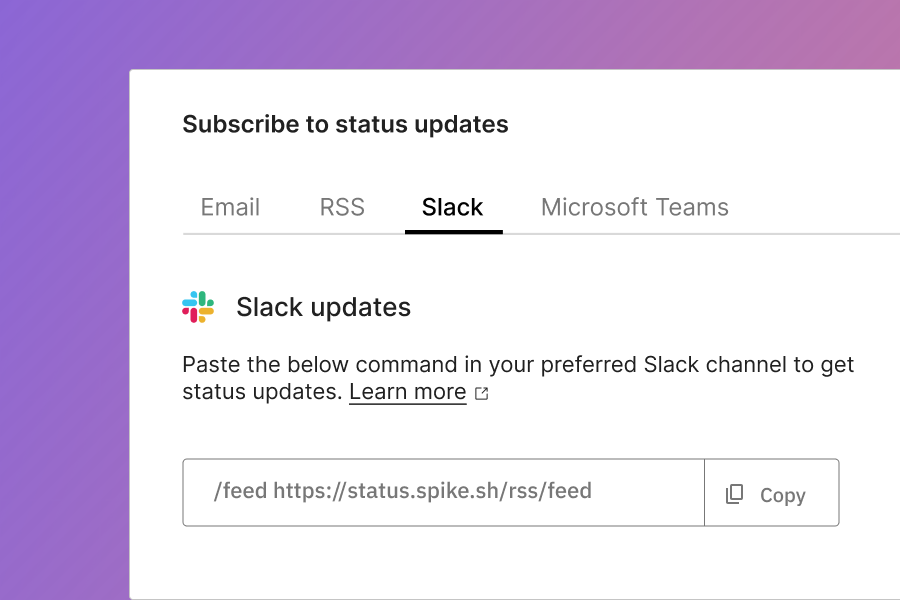 Subscribe to status updates
Email RSS Slack Microsoft Teams
Slack updates
Paste the below command in your preferred Slack channel to get
status updates. Learn more
/feed https://status.spike.sh/rss/feed Copy